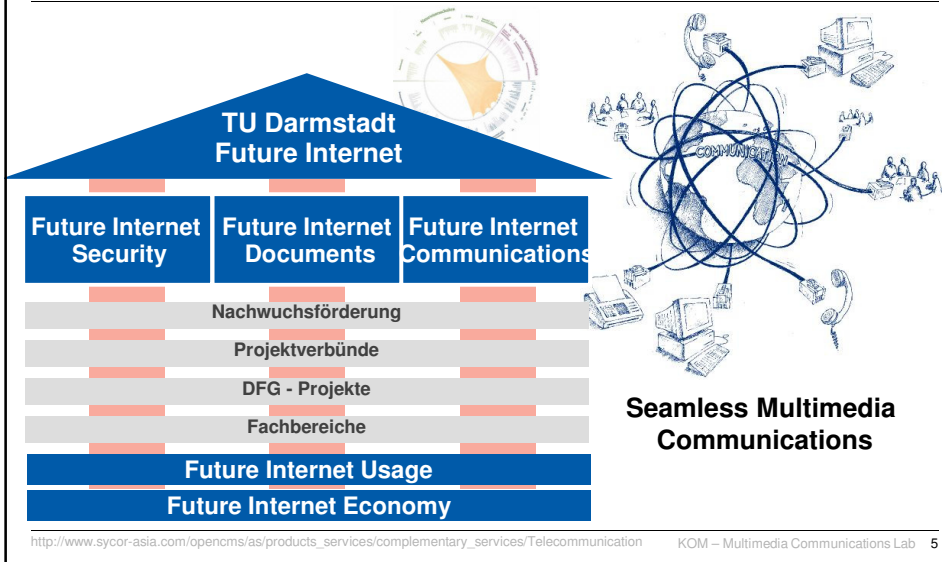 TU Darmstadt
Future Internet
COMMUNICATION
Future Internet
Security
Future Internet
Documents
Future Internet
Communications
Nachwuchsförderung
Projektverbünde
DFG - Projekte
Fachbereiche
Future Internet Usage
Future Internet Economy
Seamless Multimedia
Communications
http://www.sycor-asia.com/opencms/as/products_services/complementary_services/Telecommunication
KOM – Multimedia Communications Lab 5